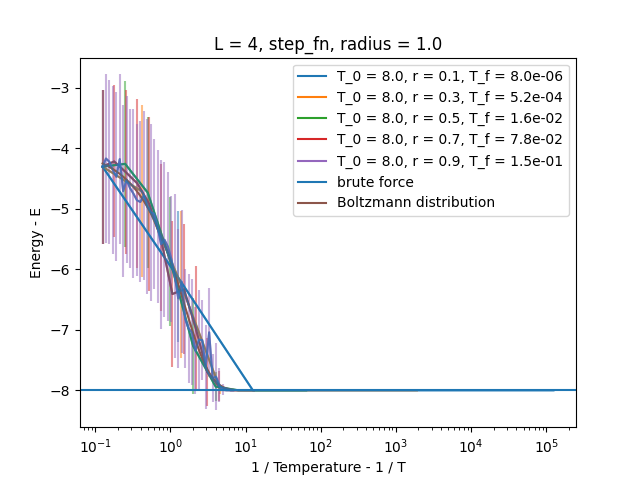 L = 4, step_fn, radius = 1.0
T_0 = 8.0, r = 0.1, T_f = 8.0e-06
T_0 = 8.0, r = 0.3, T_f = 5.2e-04
T_0 = 8.0, r = 0.5, T_f = 1.6e-02
T_0 = 8.0, r = 0.7, T_f = 7.8e-02
T_0 = 8.0, r = 0.9, T_f = 1.5e-01
brute force
Boltzmann distribution
Energy - E
−3
−4
−5
−6
−7
−8
10⁻¹ 10⁰ 10¹ 10² 10³ 10⁴ 10⁵
1 / Temperature - 1 / T